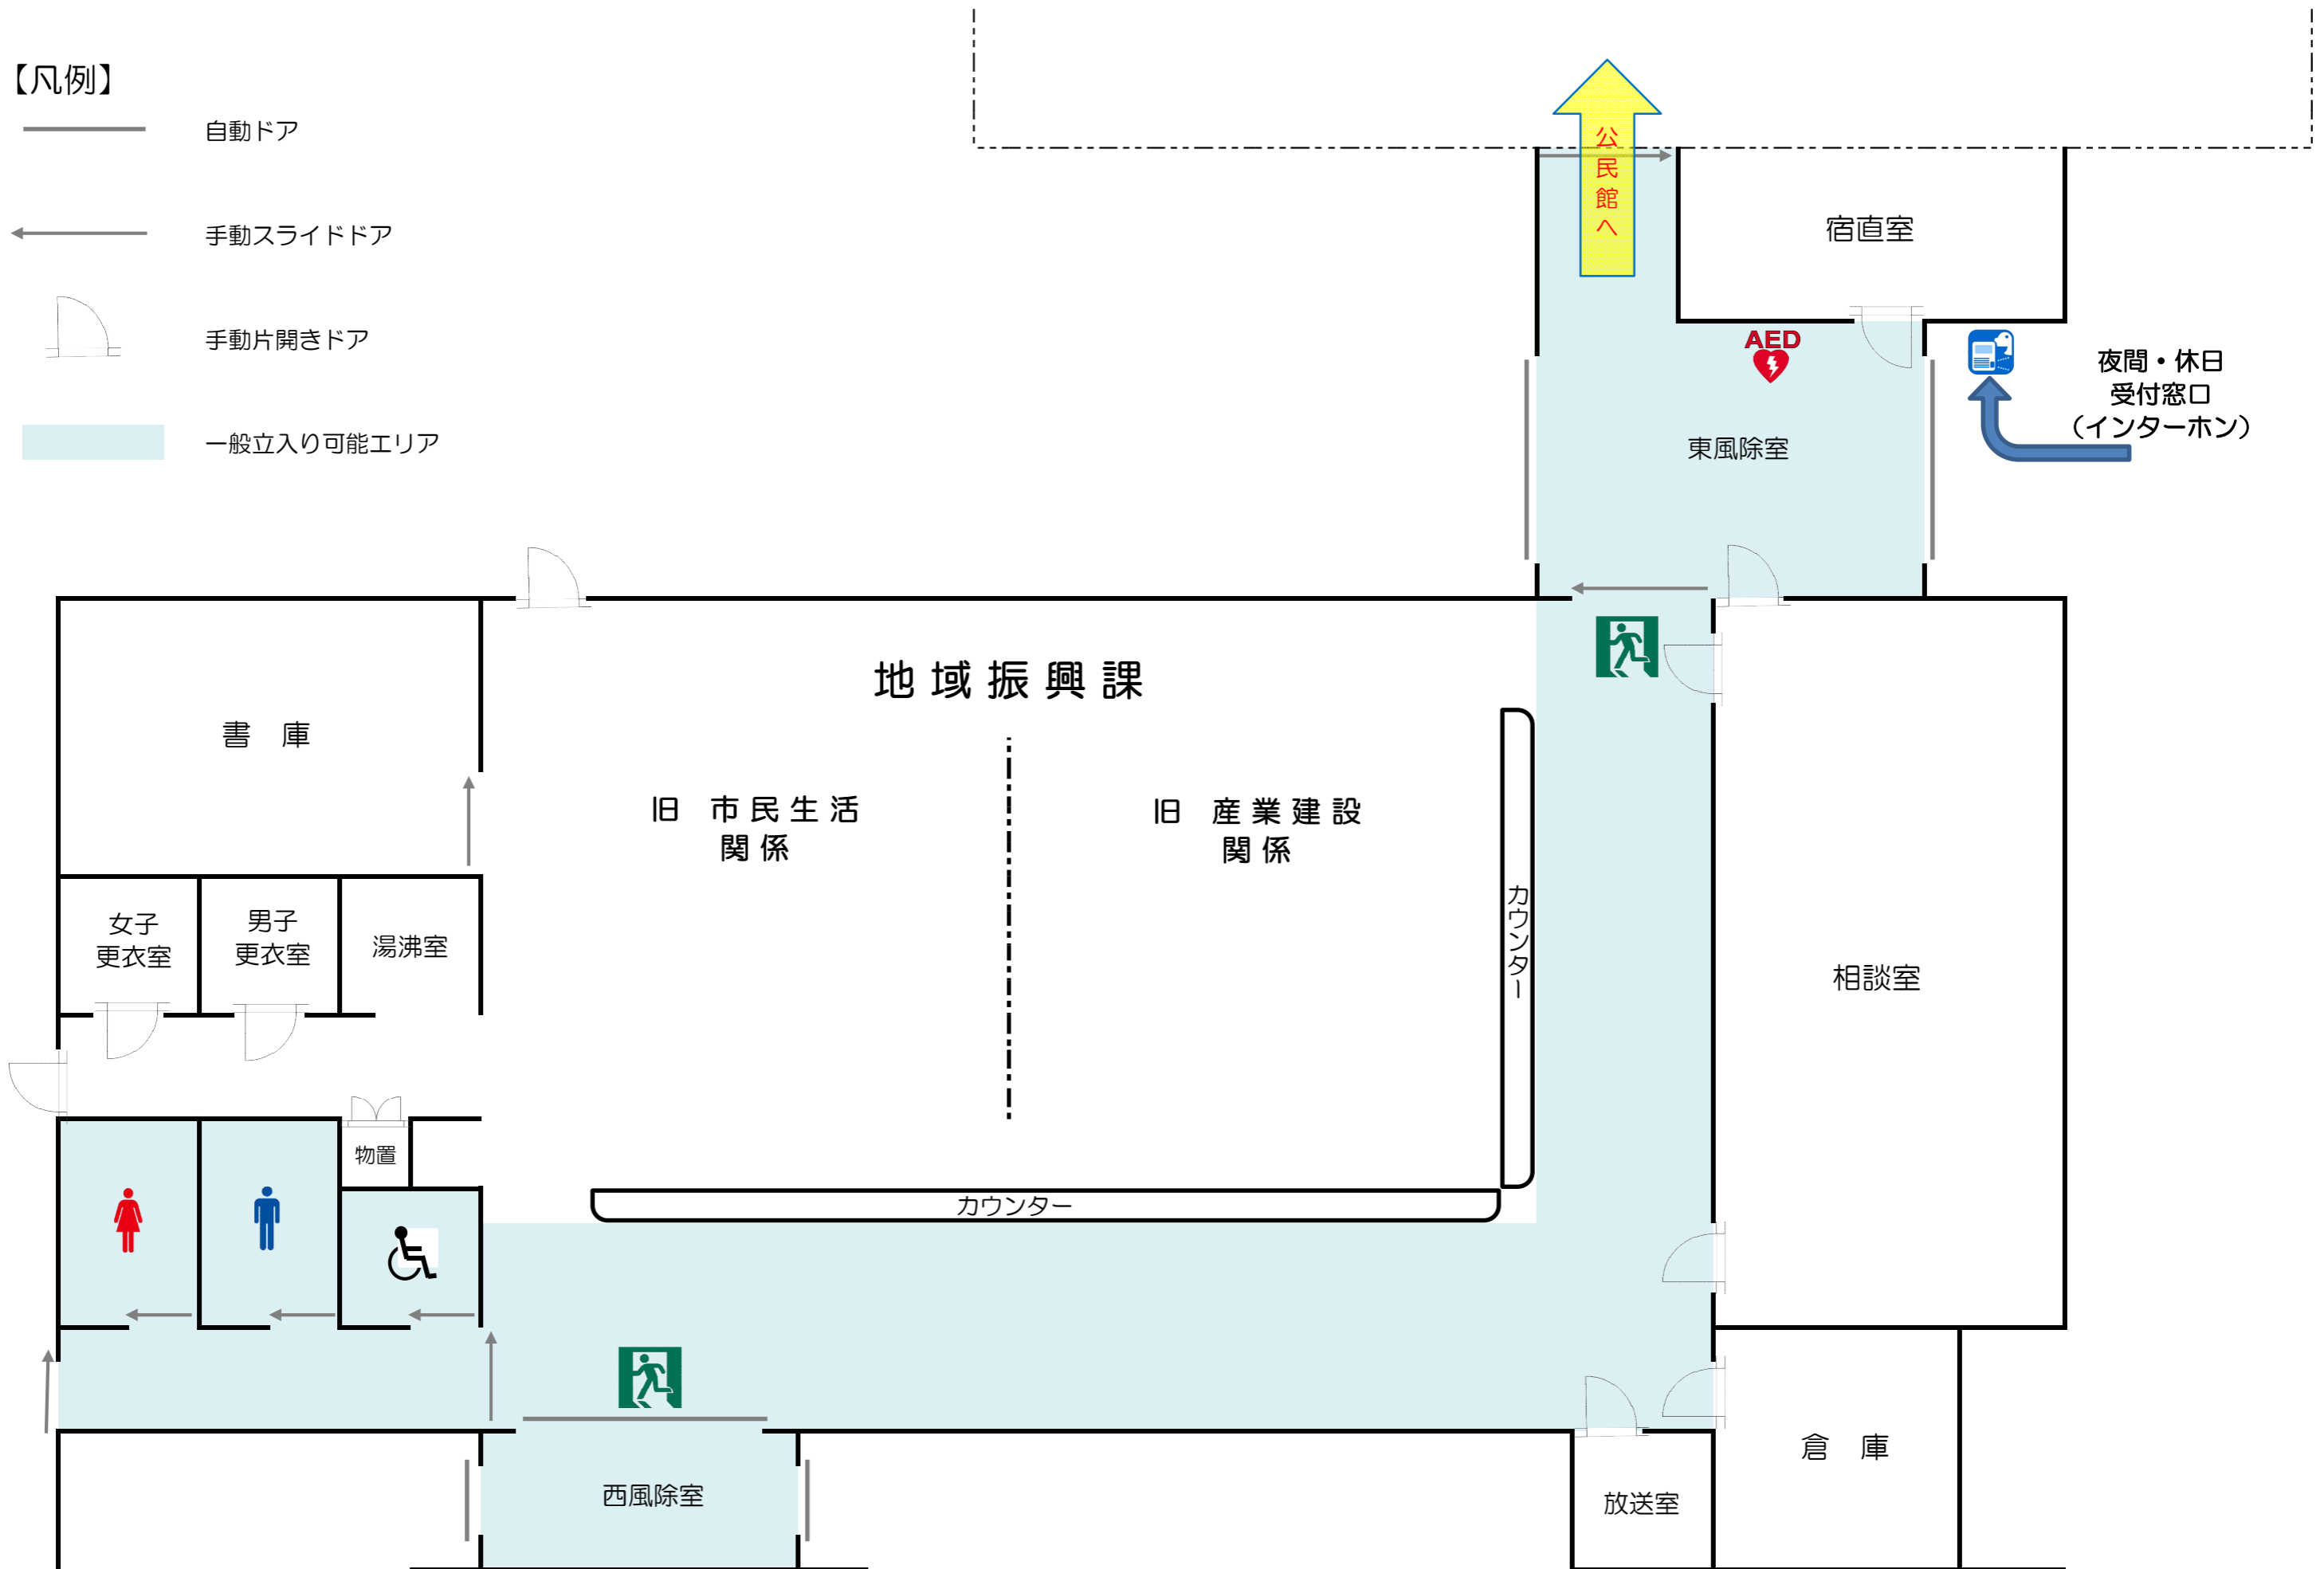 【凡例】
自動ドア
手動スライドドア
手動片開きドア
一般立入り可能エリア
公民館へ
宿直室
AED
夜間・休日
受付窓口
（インターホン）
東風除室
地域振興課
書　庫
旧　市民生活
関係
旧　産業建設
関係
カウンター
女子
更衣室
男子
更衣室
湯沸室
相談室
物置
カウンター
倉　庫
西風除室
放送室